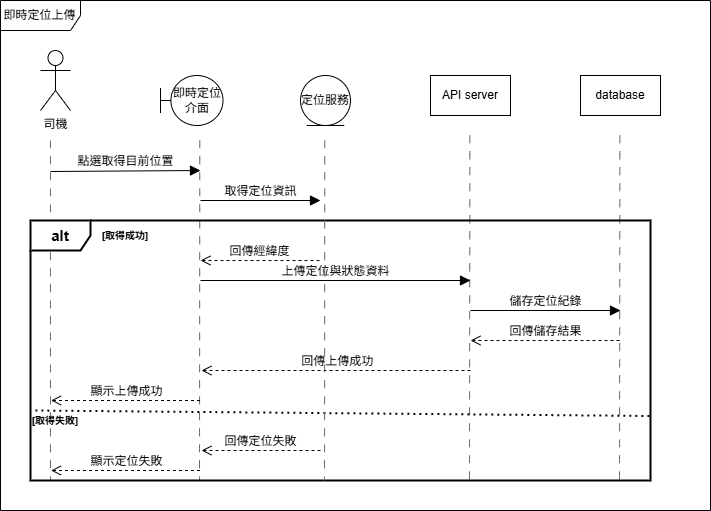 即時定位上傳
即時定位
介面
定位服務
API server
database
司機
點選取得目前位置
取得定位資訊
alt
[取得成功]
回傳經緯度
上傳定位與狀態資料
儲存定位紀錄
回傳儲存結果
回傳上傳成功
顯示上傳成功
[取得失敗]
回傳定位失敗
顯示定位失敗